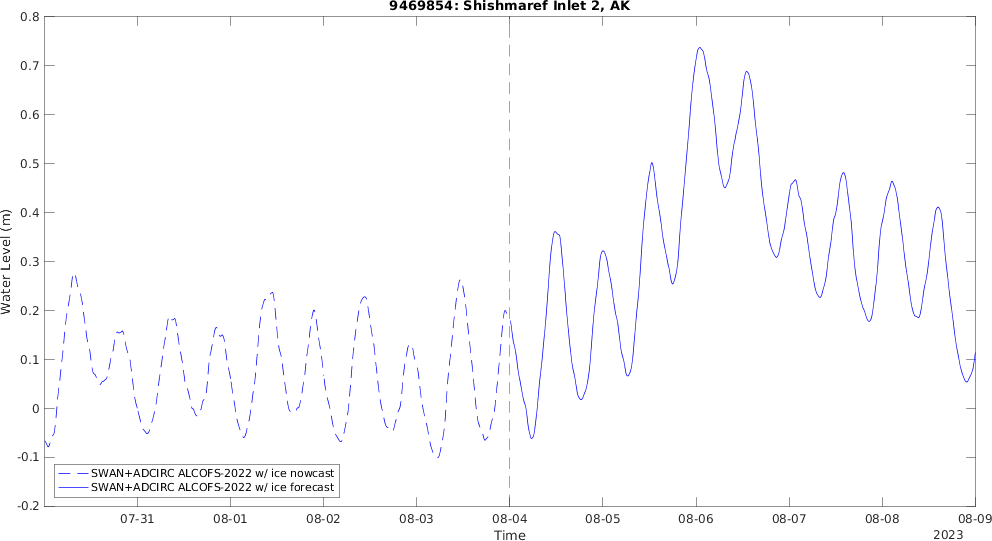 9469854: Shishmaref Inlet 2, AK
0.8
0.7
0.6
0.5
0.4
0.3
0.2
0.1
0
-0.1
-0.2
Water Level (m)
SWAN+ADCIRC ALCOFS-2022 w/ ice nowcast
SWAN+ADCIRC ALCOFS-2022 w/ ice forecast
07-31 08-01 08-02 08-03 08-04 08-05 08-06 08-07 08-08 08-09
Time
2023